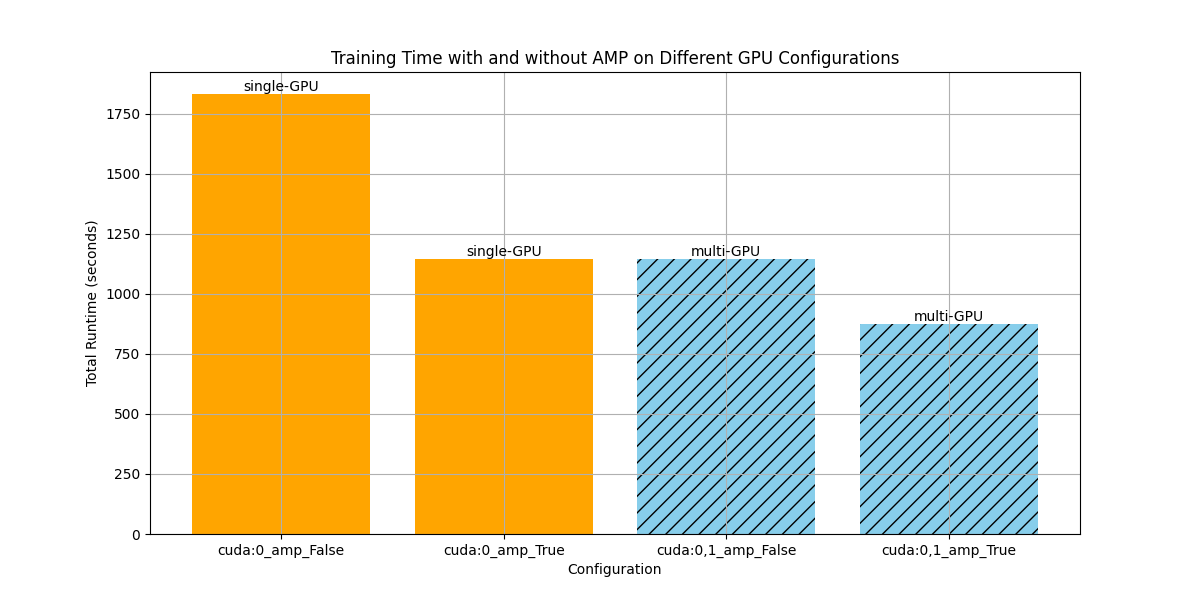 Training Time with and without AMP on Different GPU Configurations
single-GPU
single-GPU
multi-GPU
multi-GPU
Total Runtime (seconds)
1750
1500
1250
1000
750
500
250
0
cuda:0_amp_False
cuda:0_amp_True
cuda:0,1_amp_False
cuda:0,1_amp_True
Configuration